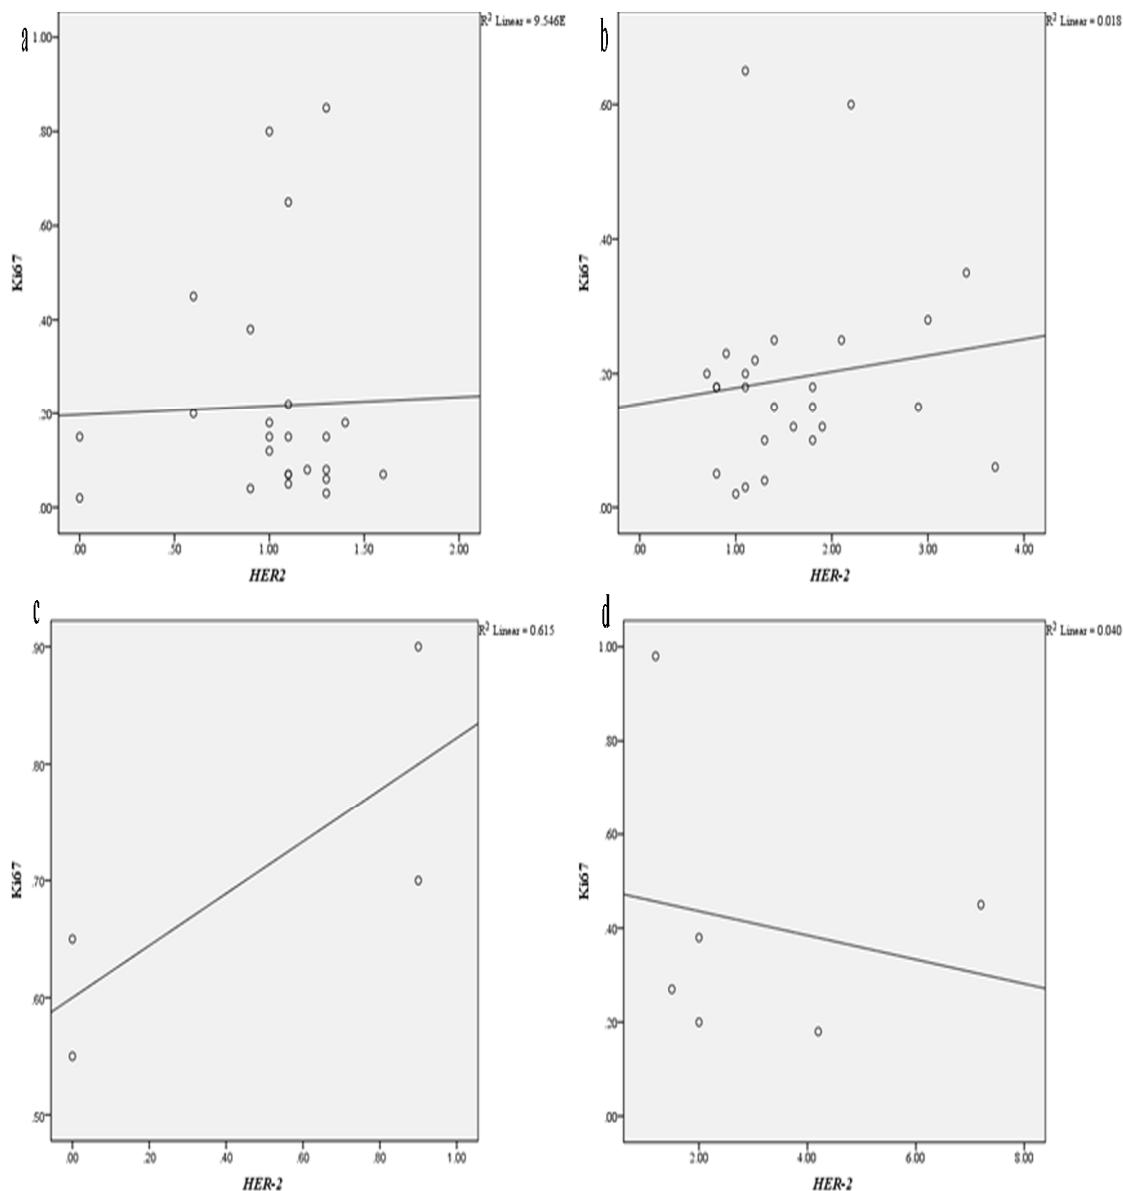 a
R² Linear = 9.546E
1.00
.80
.60
.40
.20
.00
Ki67
.00 .50 1.00 1.50 2.00
HER2
b
R² Linear = 0.018
.60
.40
.20
.00
Ki67
.00 1.00 2.00 3.00 4.00
HER-2
c
R² Linear = 0.615
.90
.80
.70
.60
.50
Ki67
.00 .20 .40 .60 .80 1.00
HER-2
d
R² Linear = 0.040
1.00
.80
.60
.40
.20
.00
Ki67
2.00 4.00 6.00 8.00
HER-2